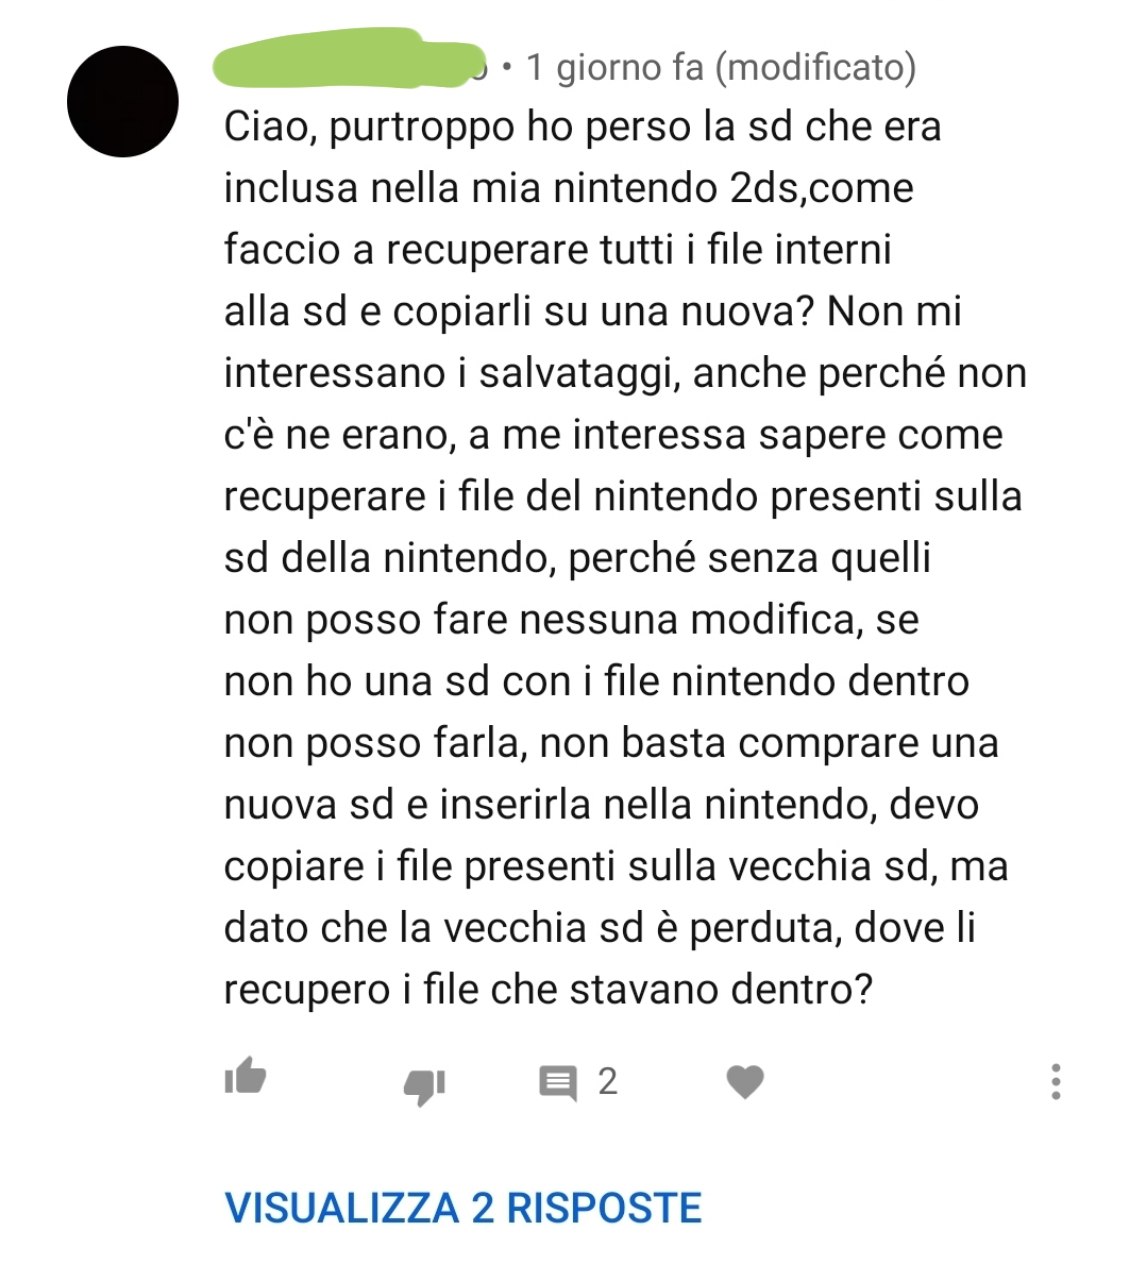 • 1 giorno fa (modificato)
Ciao, purtroppo ho perso la sd che era
inclusa nella mia nintendo 2ds,come
faccio a recuperare tutti i file interni
alla sd e copiarli su una nuova? Non mi
interessano i salvataggi, anche perché non
c'è ne erano, a me interessa sapere come
recuperare i file del nintendo presenti sulla
sd della nintendo, perché senza quelli
non posso fare nessuna modifica, se
non ho una sd con i file nintendo dentro
non posso farla, non basta comprare una
nuova sd e inserirla nella nintendo, devo
copiare i file presenti sulla vecchia sd, ma
dato che la vecchia sd è perduta, dove li
recupero i file che stavano dentro?
2
VISUALIZZA 2 RISPOSTE